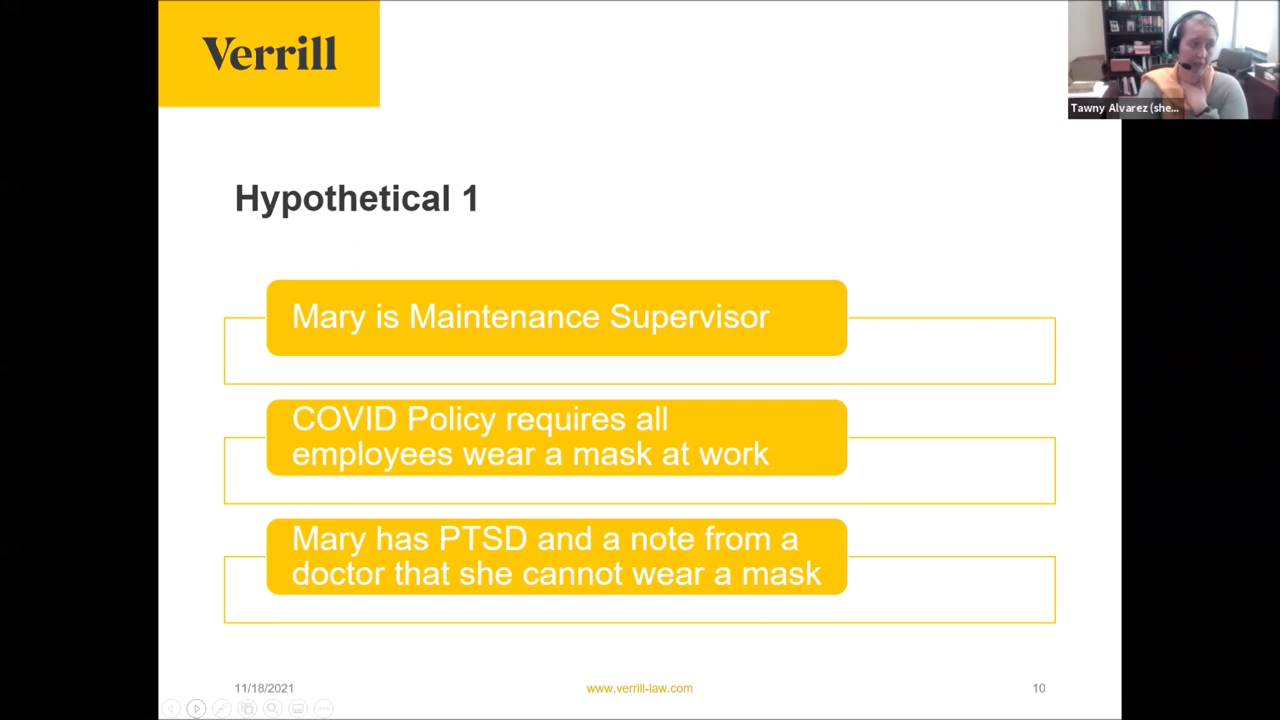 Verrill
Tawny Alvarez (she...
Hypothetical 1
Mary is Maintenance Supervisor
COVID Policy requires all
employees wear a mask at work
Mary has PTSD and a note from a
doctor that she cannot wear a mask
11/18/2021
www.verrill-law.com
10